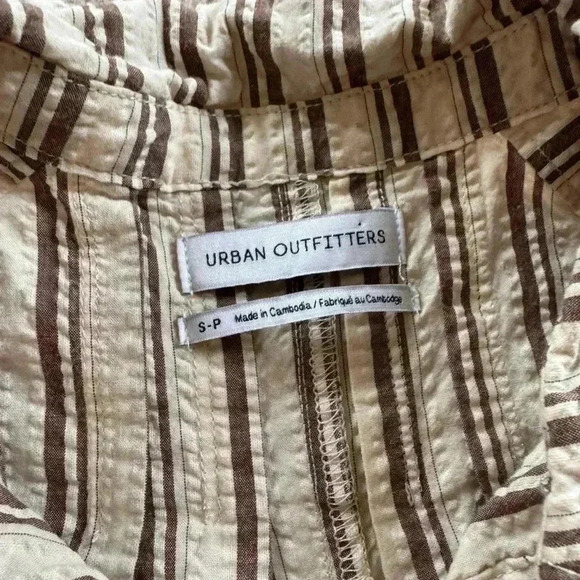 URBAN OUTFITTERS
S-P Made in Cambodia / Fabriqué au Cambodge